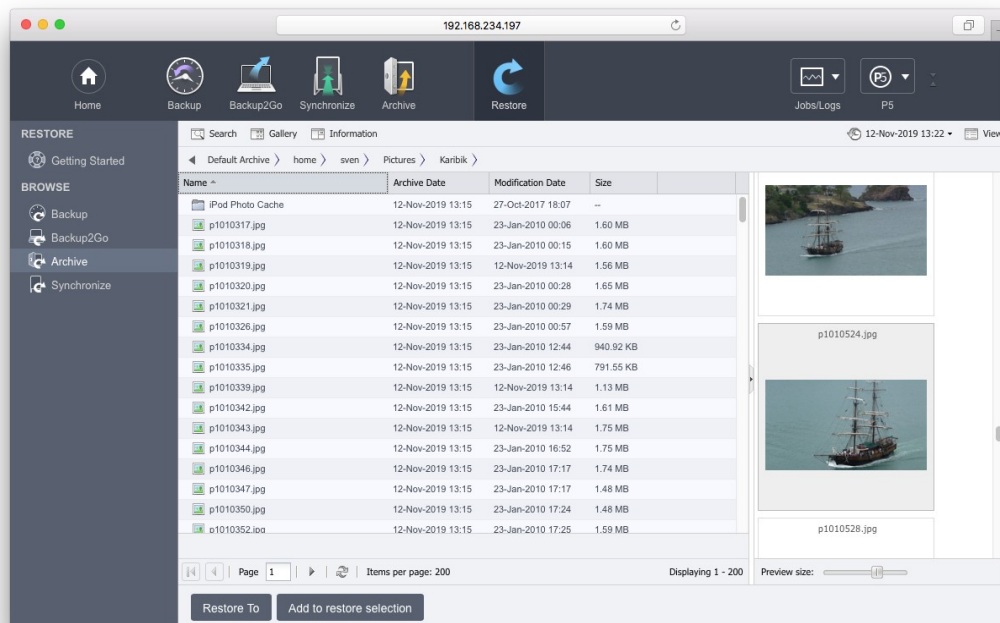 192.168.234.197
Home
Backup
Backup2Go
Synchronize
Archive
Restore
Jobs/Logs
P5
P5
RESTORE
Getting Started
BROWSE
Backup
Backup2Go
Archive
Synchronize
Search Gallery Information 12-Nov-2019 13:22 View
Default Archive home sven Pictures Karibik
Name Archive Date Modification Date Size
iPod Photo Cache 12-Nov-2019 13:15 27-Oct-2017 18:07 --
p1010317.jpg 12-Nov-2019 13:15 23-Jan-2010 00:06 1.60 MB
p1010318.jpg 12-Nov-2019 13:15 23-Jan-2010 00:15 1.60 MB
p1010319.jpg 12-Nov-2019 13:15 12-Nov-2019 13:14 1.56 MB
p1010320.jpg 12-Nov-2019 13:15 23-Jan-2010 00:28 1.65 MB
p1010321.jpg 12-Nov-2019 13:15 23-Jan-2010 00:29 1.74 MB
p1010326.jpg 12-Nov-2019 13:15 23-Jan-2010 00:57 1.59 MB
p1010334.jpg 12-Nov-2019 13:15 23-Jan-2010 12:44 940.92 KB
p1010335.jpg 12-Nov-2019 13:15 23-Jan-2010 12:46 791.55 KB
p1010339.jpg 12-Nov-2019 13:15 12-Nov-2019 13:14 1.13 MB
p1010342.jpg 12-Nov-2019 13:15 23-Jan-2010 15:44 1.61 MB
p1010343.jpg 12-Nov-2019 13:15 12-Nov-2019 13:14 1.75 MB
p1010344.jpg 12-Nov-2019 13:15 23-Jan-2010 16:52 1.75 MB
p1010346.jpg 12-Nov-2019 13:15 23-Jan-2010 17:17 1.74 MB
p1010347.jpg 12-Nov-2019 13:15 23-Jan-2010 17:17 1.48 MB
p1010350.jpg 12-Nov-2019 13:15 23-Jan-2010 17:24 1.48 MB
p1010352.jpg 12-Nov-2019 13:15 23-Jan-2010 17:25 1.59 MB
p1010524.jpg
p1010528.jpg
Page 1 Items per page: 200 Displaying 1 - 200 Preview size:
Restore To
Add to restore selection